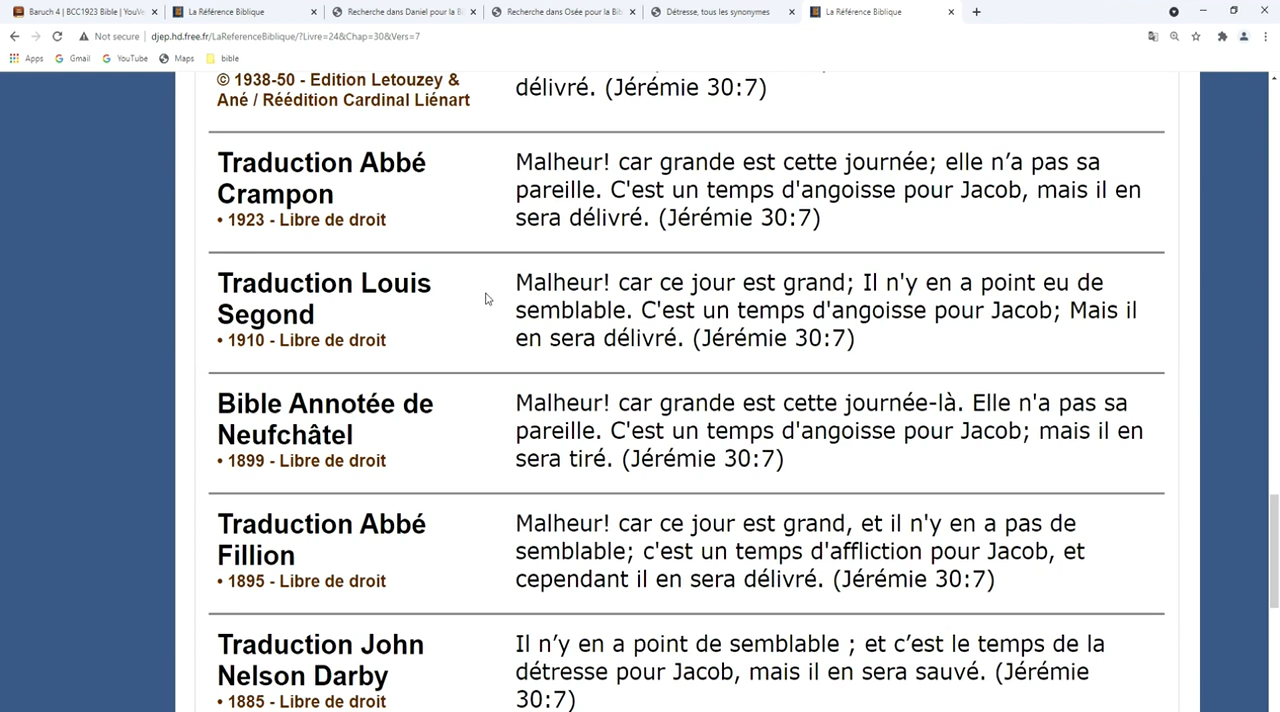 Baruch 4 | BCC1923 Bible | YouVe
La Référence Biblique
Recherche dans Daniel pour la B
Recherche dans Osée pour la Bib
Détresse, tous les synonymes
La Référence Biblique
Not secure | djep.hd.free.fr/LaReferenceBiblique/?Livre=24&Chap=30&Vers=7
Apps Gmail YouTube Maps bible
© 1938-50 - Edition Letouzey &
Ané / Réédition Cardinal Liénart
délivré. (Jérémie 30:7)
Traduction Abbé
Crampon
• 1923 - Libre de droit
Malheur! car grande est cette journée; elle n’a pas sa
pareille. C'est un temps d'angoisse pour Jacob, mais il en
sera délivré. (Jérémie 30:7)
Traduction Louis
Segond
• 1910 - Libre de droit
Malheur! car ce jour est grand; Il n'y en a point eu de
semblable. C'est un temps d'angoisse pour Jacob; Mais il
en sera délivré. (Jérémie 30:7)
Bible Annotée de
Neufchâtel
• 1899 - Libre de droit
Malheur! car grande est cette journée-là. Elle n'a pas sa
pareille. C'est un temps d'angoisse pour Jacob; mais il en
sera tiré. (Jérémie 30:7)
Traduction Abbé
Fillion
• 1895 - Libre de droit
Malheur! car ce jour est grand, et il n'y en a pas de
semblable; c'est un temps d'affliction pour Jacob, et
cependant il en sera délivré. (Jérémie 30:7)
Traduction John
Nelson Darby
• 1885 - Libre de droit
Il n’y en a point de semblable ; et c’est le temps de la
détresse pour Jacob, mais il en sera sauvé. (Jérémie
30:7)